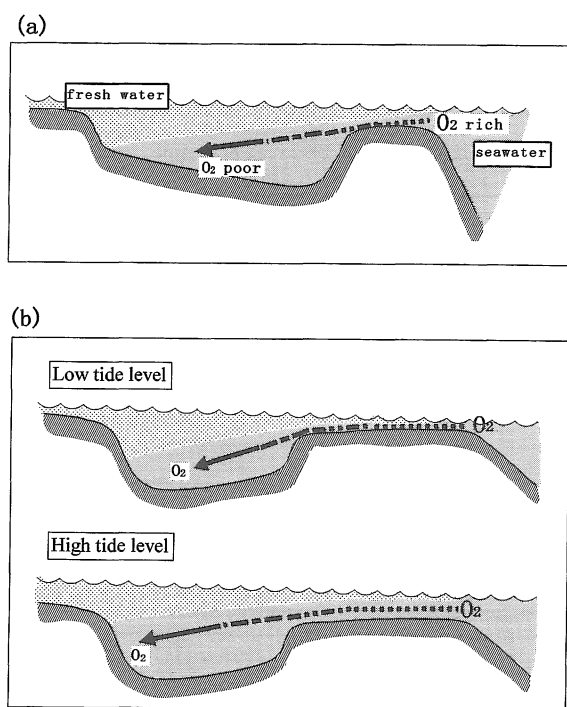 (a)
fresh water
O2 rich
O2 poor
seawater
(b)
Low tide level
O2
O2
High tide level
O2
O2